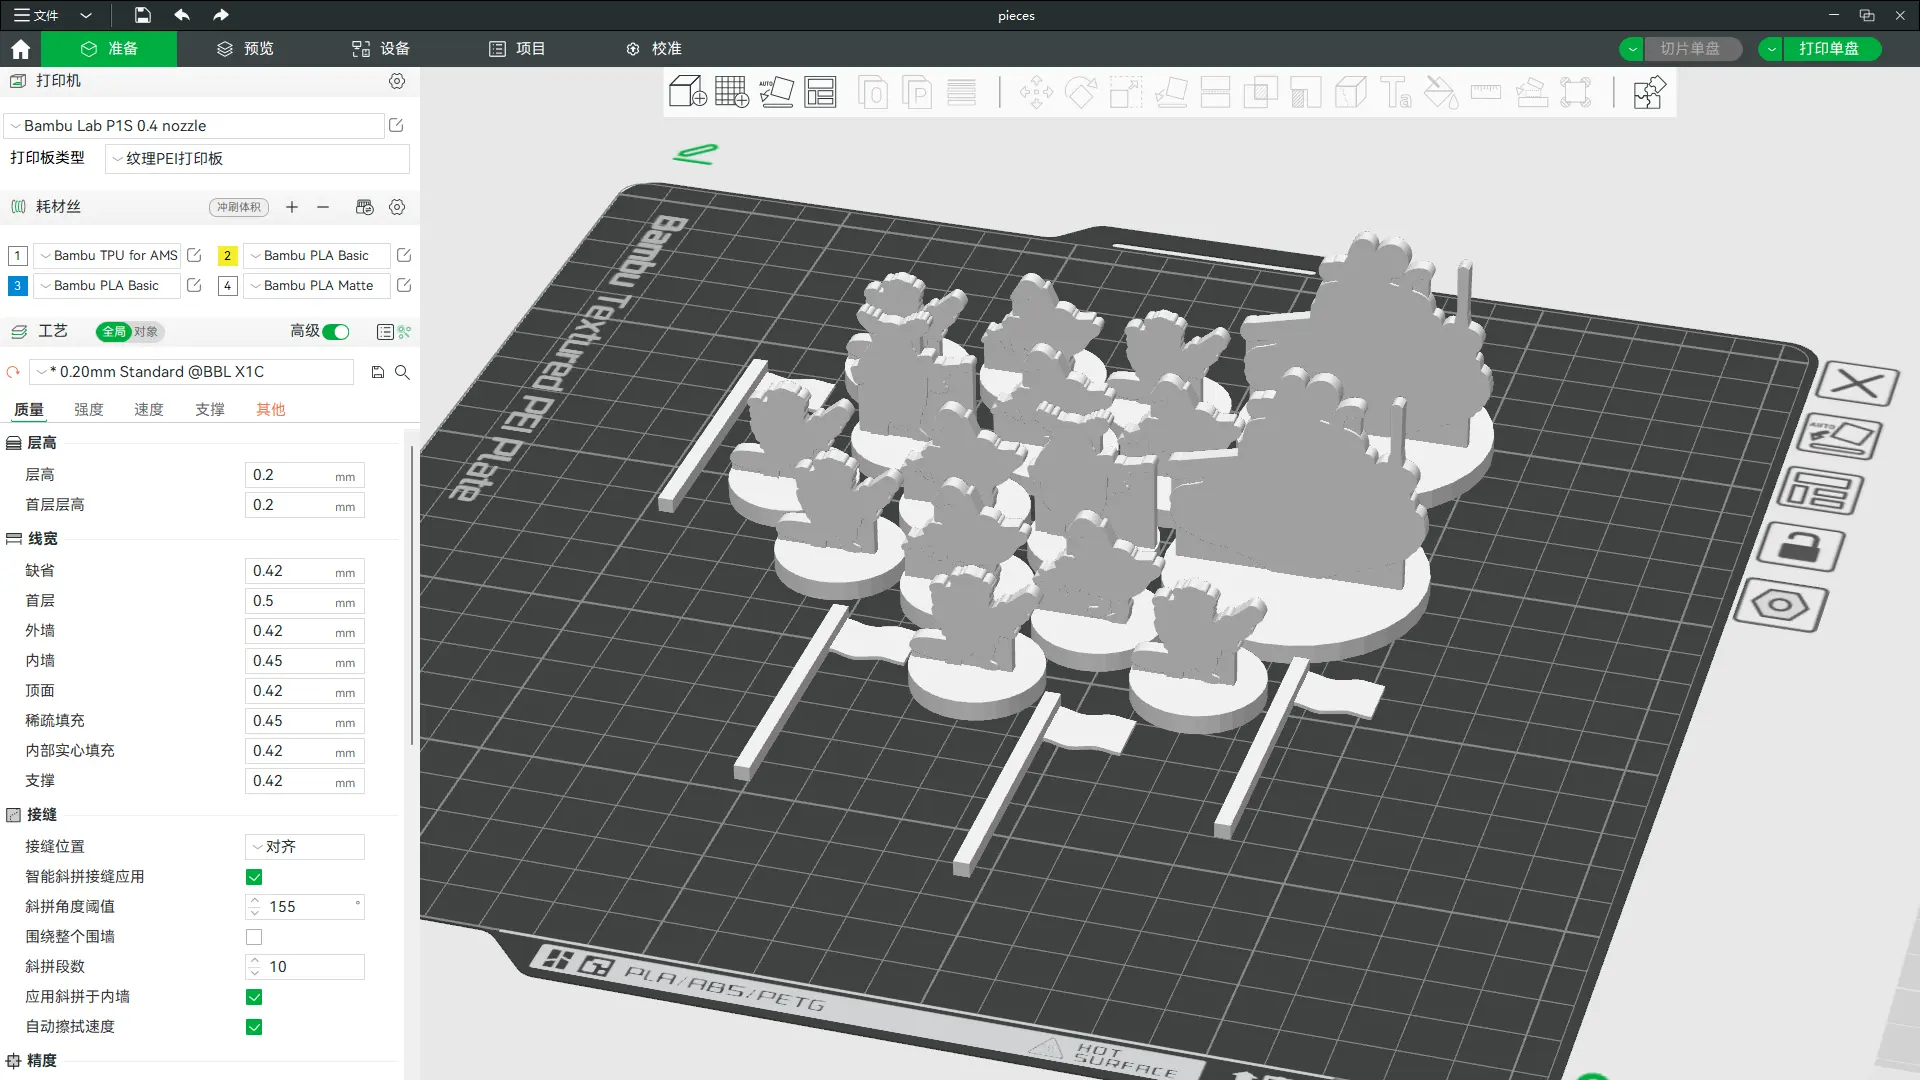 文件
pieces
准备
预览
设备
项目
校准
切片单盘
打印单盘
打印机
Bambu Lab P1S 0.4 nozzle
打印板类型
纹理PEI打印板
耗材丝
冲刷体积
1 Bambu TPU for AMS
2 Bambu PLA Basic
3 Bambu PLA Basic
4 Bambu PLA Matte
工艺
全局 对象
高级
* 0.20mm Standard @BBL X1C
质量 强度 速度 支撑 其他
层高
层高 0.2 mm
首层层高 0.2 mm
线宽
缺省 0.42 mm
首层 0.5 mm
外墙 0.42 mm
内墙 0.45 mm
顶面 0.42 mm
稀疏填充 0.45 mm
内部实心填充 0.42 mm
支撑 0.42 mm
接缝
接缝位置 对齐
智能斜拼接缝应用
斜拼角度阈值 155 °
围绕整个围墙
斜拼段数 10
应用斜拼于内墙
自动擦拭速度
精度
AUTO
Bambu Textured PEI Plate
AUTO
PLA/ABS/PETG
HOT
SURFACE